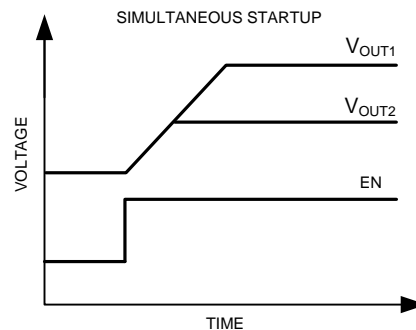 SIMULTANEOUS STARTUP
VOUT1
VOUT2
VOLTAGE
EN
TIME